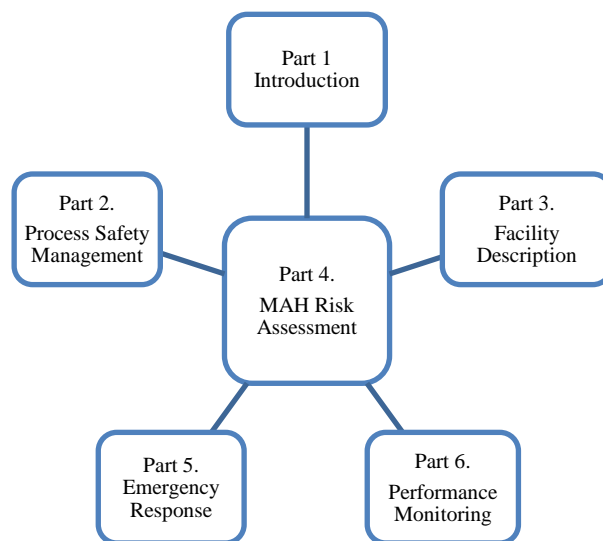 Part 1
Introduction
Part 2.
Process Safety
Management
Part 3.
Facility
Description
Part 4.
MAH Risk
Assessment
Part 5.
Emergency
Response
Part 6.
Performance
Monitoring